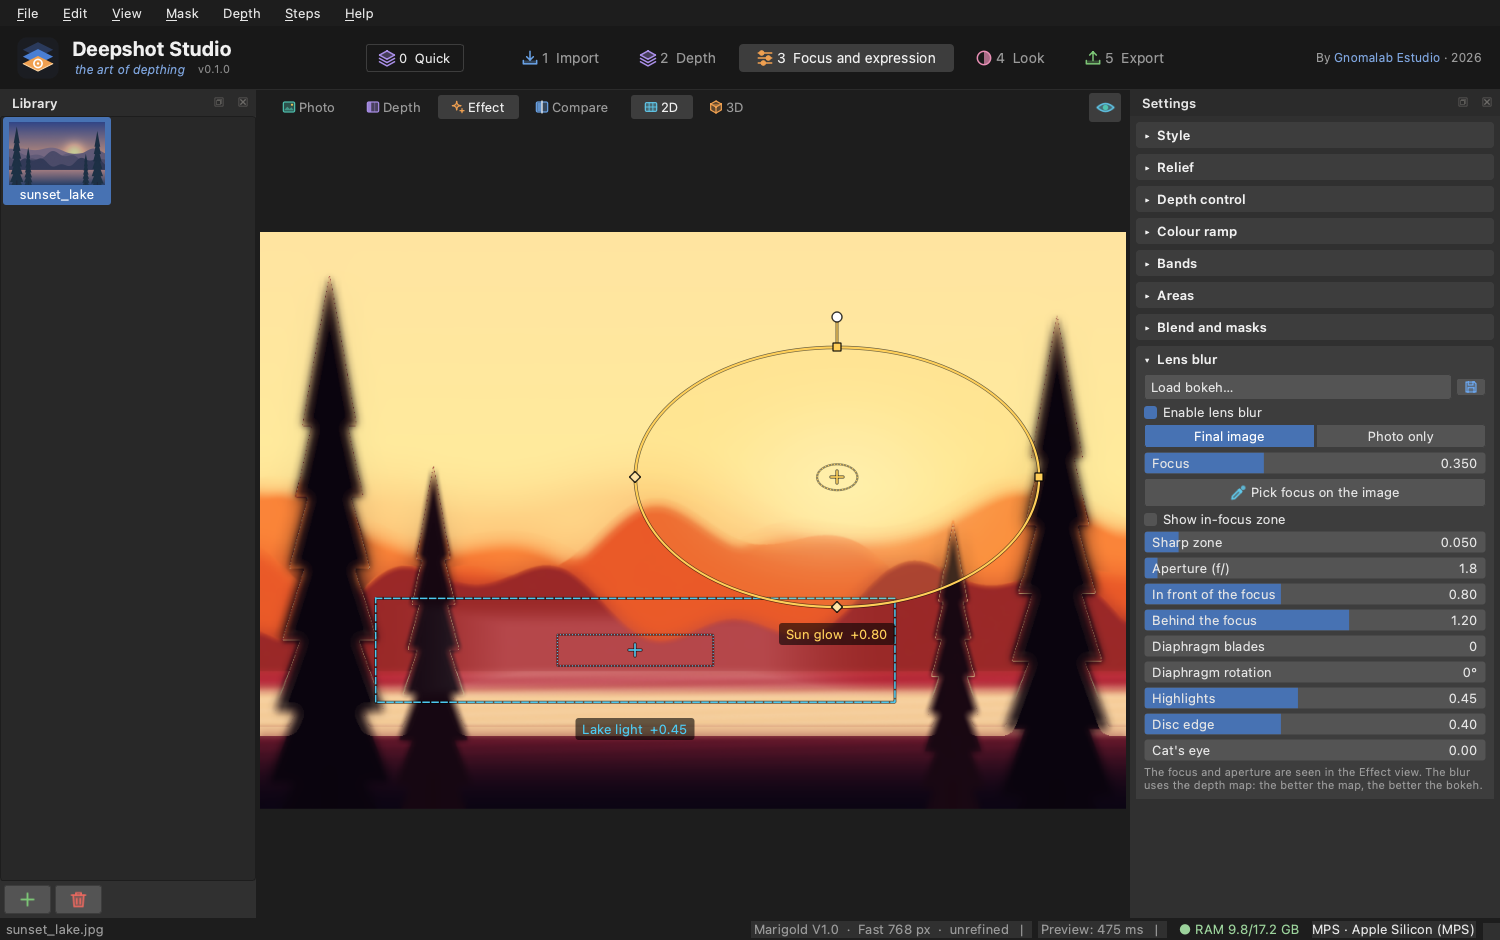 File Edit View Mask Depth Steps Help
Deepshot Studio
the art of depthing v0.1.0
0 Quick
1 Import
2 Depth
3 Focus and expression
4 Look
5 Export
By Gnomalab Estudio · 2026
Library
sunset_lake
Photo Depth Effect Compare 2D 3D
Sun glow +0.80
Lake light +0.45
Settings
Style
Relief
Depth control
Colour ramp
Bands
Areas
Blend and masks
Lens blur
Load bokeh...
Enable lens blur
Final image Photo only
Focus 0.350
Pick focus on the image
Show in-focus zone
Sharp zone 0.050
Aperture (f/) 1.8
In front of the focus 0.80
Behind the focus 1.20
Diaphragm blades 0
Diaphragm rotation 0°
Highlights 0.45
Disc edge 0.40
Cat's eye 0.00
The focus and aperture are seen in the Effect view. The blur
uses the depth map: the better the map, the better the bokeh.
sunset_lake.jpg
Marigold V1.0 · Fast 768 px · unrefined | Preview: 475 ms | RAM 9.8/17.2 GB MPS · Apple Silicon (MPS)